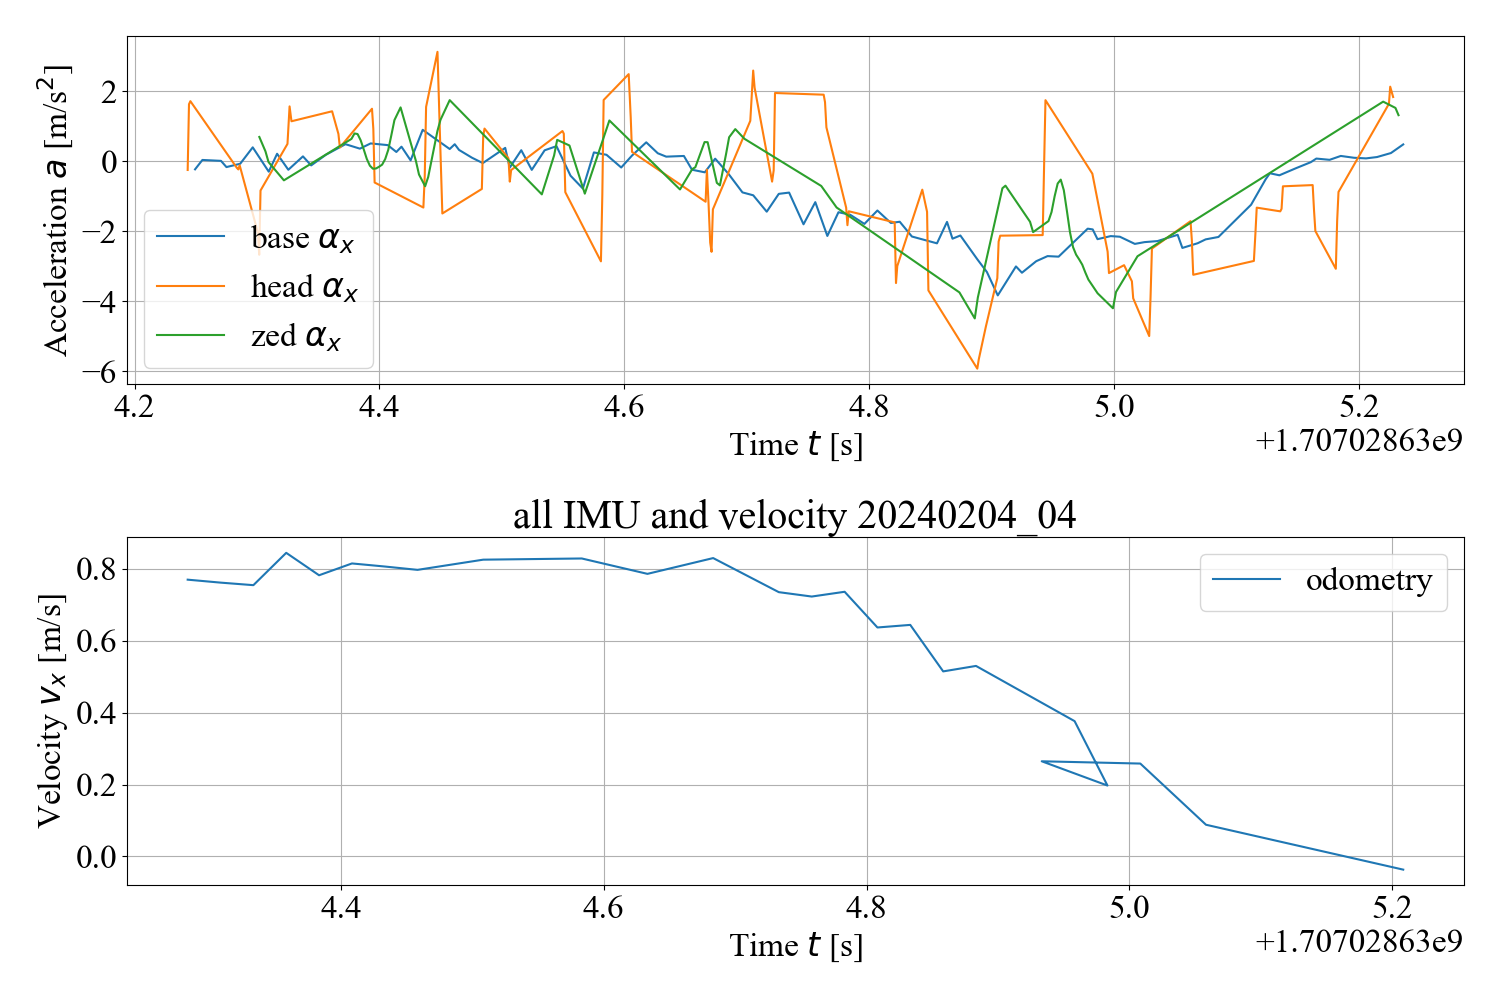 Acceleration a [m/s²]
2
0
−2
−4
−6
base αx
head αx
zed αx
4.2 4.4 4.6 4.8 5.0 5.2
Time t [s]
+1.70702863e9
all IMU and velocity_20240204_04
Velocity vx [m/s]
0.8
0.6
0.4
0.2
0.0
odometry
4.4 4.6 4.8 5.0 5.2
Time t [s]
+1.70702863e9